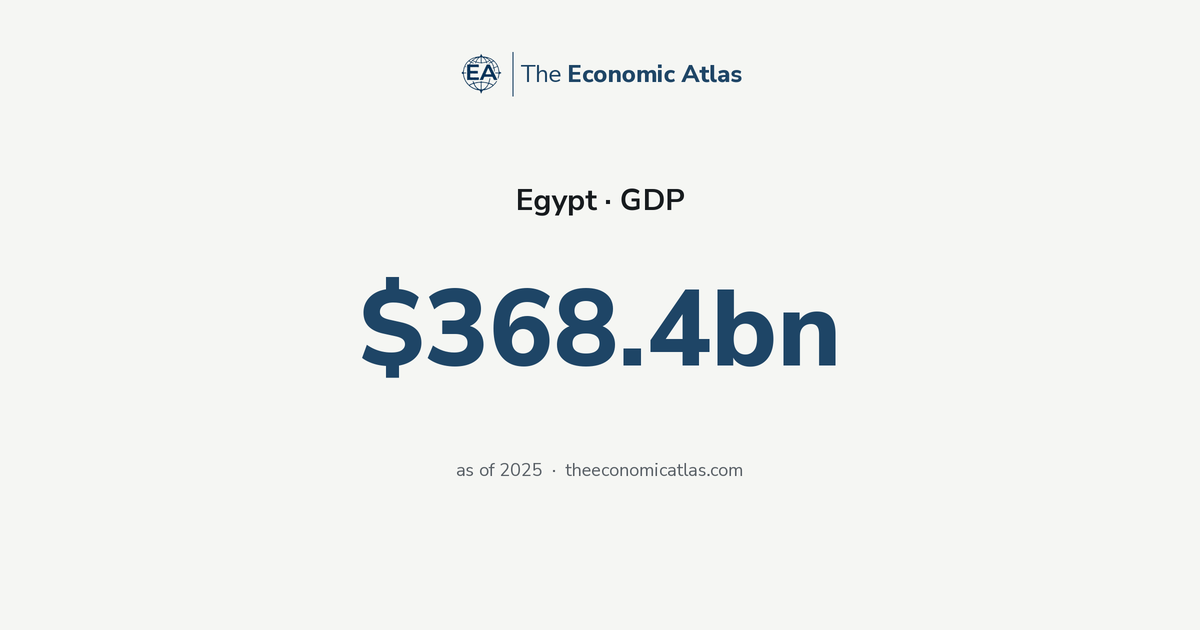 EA | The Economic Atlas
Egypt · GDP
$368.4bn
as of 2025 · theeconomicatlas.com